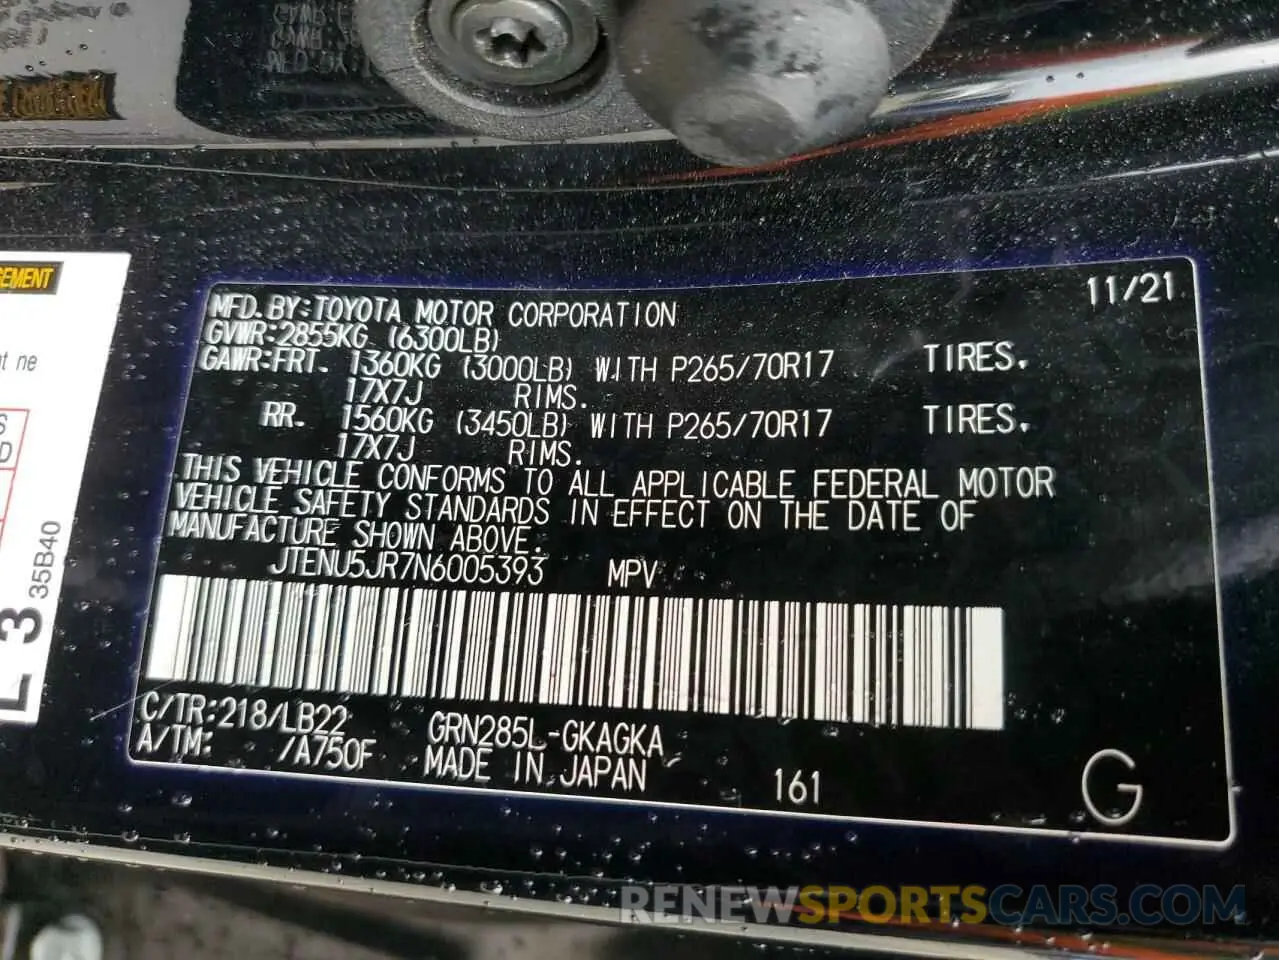 11/21
MFD.BY:TOYOTA MOTOR CORPORATION
GVWR:2855KG (6300LB)
GAWR:FRT. 1360KG (3000LB) WITH P265/70R17 TIRES.
17X7J RIMS.
RR. 1560KG (3450LB) WITH P265/70R17 TIRES.
17X7J RIMS.
THIS VEHICLE CONFORMS TO ALL APPLICABLE FEDERAL MOTOR
VEHICLE SAFETY STANDARDS IN EFFECT ON THE DATE OF
MANUFACTURE SHOWN ABOVE.
JTENU5JR7N6005393 MPV
C/TR:218/LB22 GRN285L-GKAGKA
A/TM: /A750F MADE IN JAPAN 161 G
35B40
3
RENEWSPORTSCARS.COM